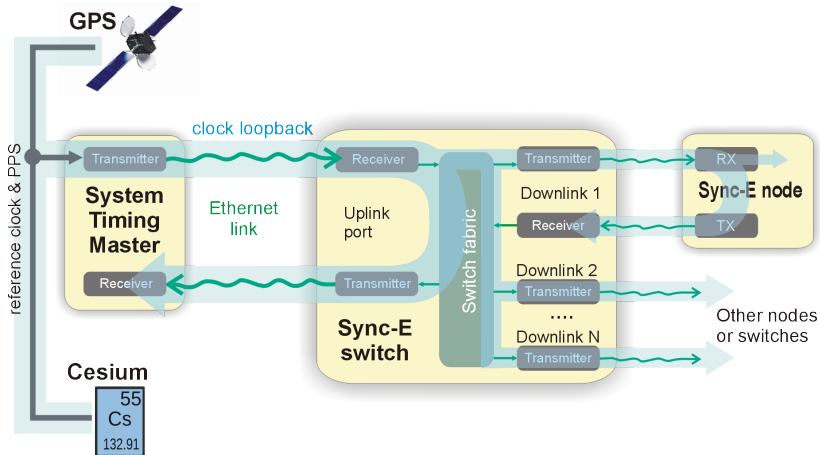 GPS
reference clock & PPS
clock loopback
Transmitter
Receiver
Transmitter
RX
System
Timing
Master
Ethernet
link
Uplink
port
Switch fabric
Downlink 1
Sync-E node
Receiver
TX
Receiver
Transmitter
Downlink 2
Transmitter
....
Sync-E
switch
Downlink N
Transmitter
Other nodes
or switches
Cesium
55
Cs
132.91